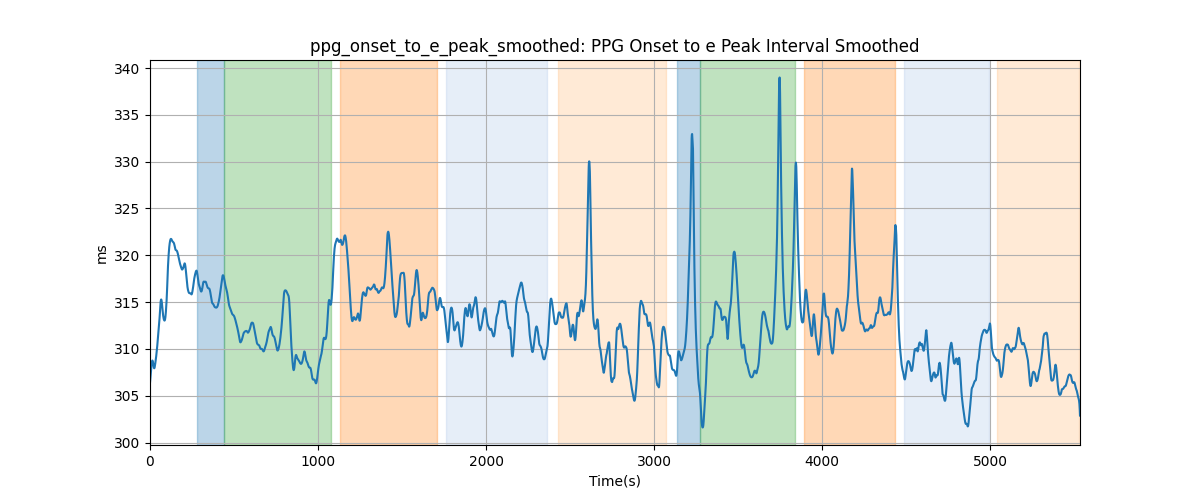 ppg_onset_to_e_peak_smoothed: PPG Onset to e Peak Interval Smoothed
340
335
330
325
320
315
310
305
300
ms
0 1000 2000 3000 4000 5000
Time(s)